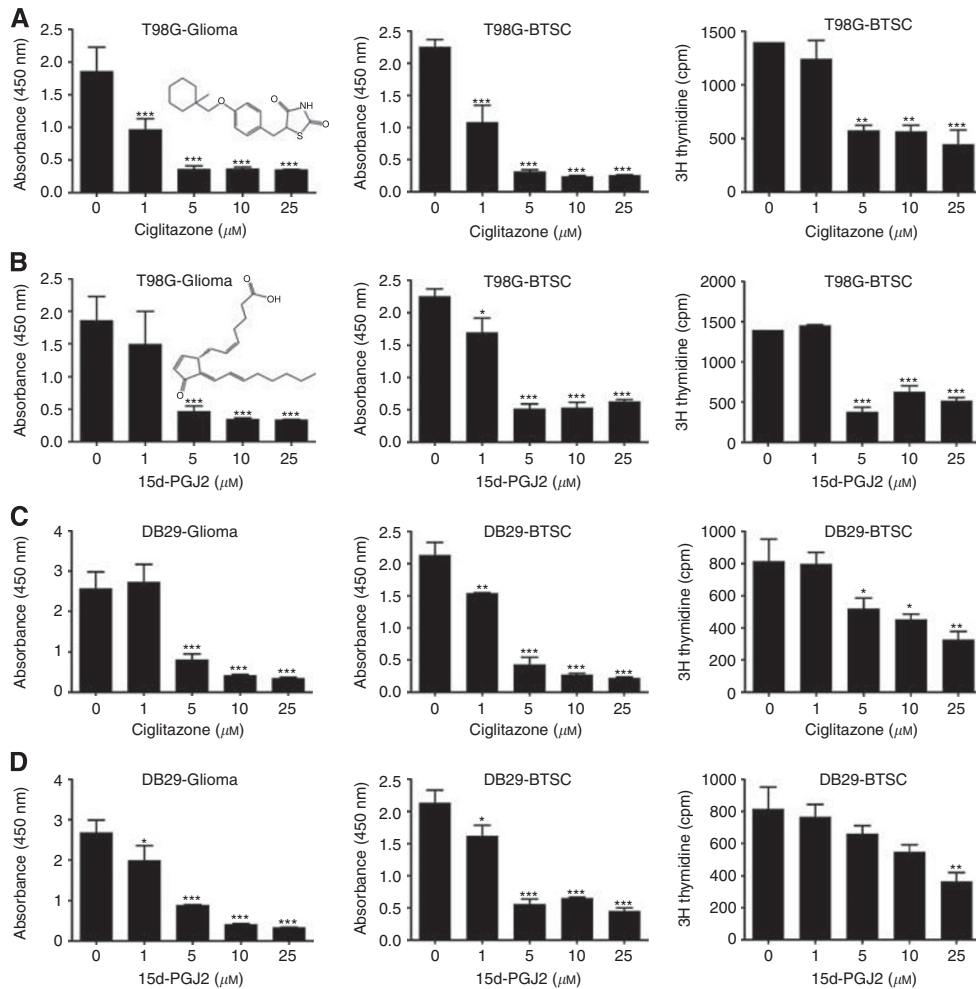 A
T98G-Glioma
Absorbance (450 nm)
2.5
2.0
1.5
1.0
0.5
0.0
O
O
NH
S
O
***
***
***
***
0 1 5 10 25
Ciglitazone (μM)
T98G-BTSC
Absorbance (450 nm)
2.5
2.0
1.5
1.0
0.5
0.0
***
***
***
***
0 1 5 10 25
Ciglitazone (μM)
T98G-BTSC
3H thymidine (cpm)
1500
1000
500
0
**
**
***
0 1 5 10 25
Ciglitazone (μM)
B
T98G-Glioma
Absorbance (450 nm)
2.5
2.0
1.5
1.0
0.5
0.0
O
OH
O
***
***
***
0 1 5 10 25
15d-PGJ2 (μM)
T98G-BTSC
Absorbance (450 nm)
2.5
2.0
1.5
1.0
0.5
0.0
*
***
***
***
0 1 5 10 25
15d-PGJ2 (μM)
T98G-BTSC
3H thymidine (cpm)
2000
1500
1000
500
0
***
***
***
0 1 5 10 25
15d-PGJ2 (μM)
C
DB29-Glioma
Absorbance (450 nm)
4
3
2
1
0
***
***
***
0 1 5 10 25
Ciglitazone (μM)
DB29-BTSC
Absorbance (450 nm)
2.5
2.0
1.5
1.0
0.5
0.0
**
***
***
***
0 1 5 10 25
Ciglitazone (μM)
DB29-BTSC
3H thymidine (cpm)
1000
800
600
400
200
0
*
*
**
0 1 5 10 25
Ciglitazone (μM)
D
DB29-Glioma
Absorbance (450 nm)
4
3
2
1
0
*
***
***
***
0 1 5 10 25
15d-PGJ2 (μM)
DB29-BTSC
Absorbance (450 nm)
2.5
2.0
1.5
1.0
0.5
0.0
*
***
***
***
0 1 5 10 25
15d-PGJ2 (μM)
DB29-BTSC
3H thymidine (cpm)
1000
800
600
400
200
0
**
0 1 5 10 25
15d-PGJ2 (μM)